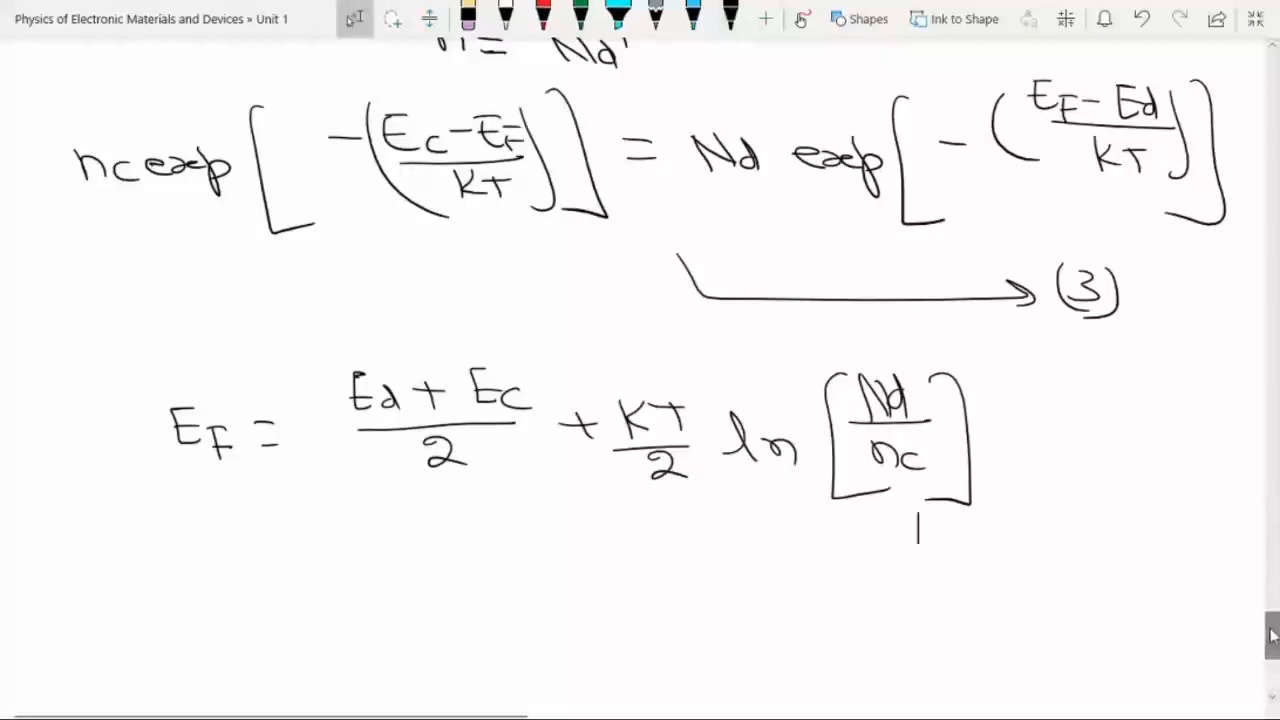 Physics of Electronic Materials and Devices » Unit 1
Shapes Ink to Shape
n = Nd'
nc exp [ -( (Ec - EF) / KT ) ] = Nd exp [ - ( (EF - Ed) / KT ) ]
(3)
EF = (Ed + Ec) / 2 + KT / 2 ln [ Nd / nc ]